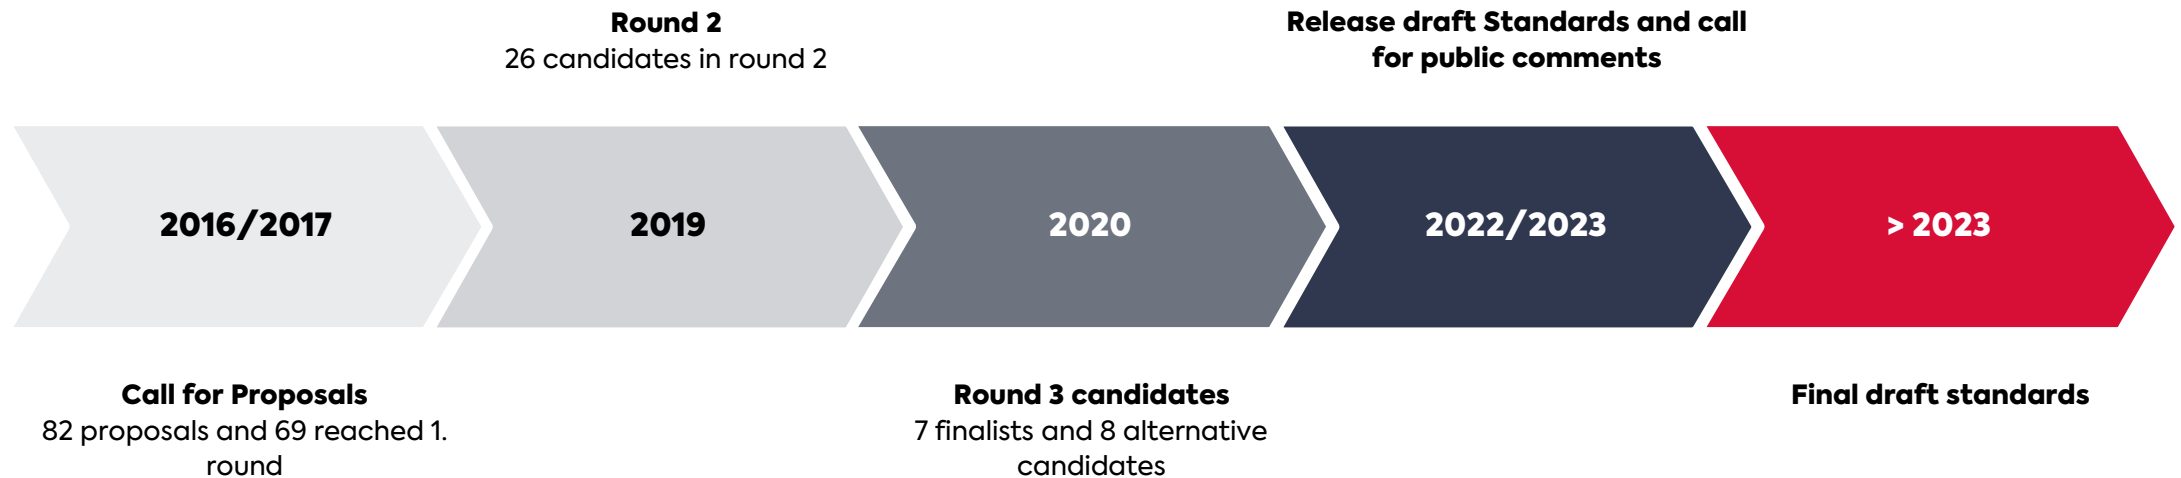 Round 2
26 candidates in round 2
Release draft Standards and call
for public comments
2016/2017
2019
2020
2022/2023
> 2023
Call for Proposals
82 proposals and 69 reached 1.
round
Round 3 candidates
7 finalists and 8 alternative
candidates
Final draft standards